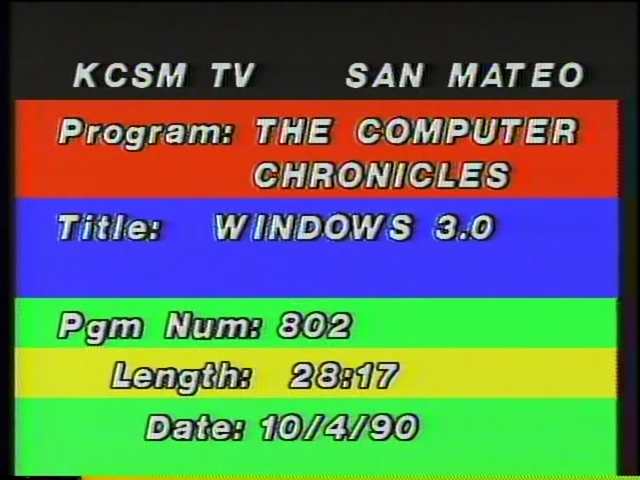 KCSM TV SAN MATEO
Program: THE COMPUTER
CHRONICLES
Title: WINDOWS 3.0
Pgm Num: 802
Length: 28:17
Date: 10/4/90